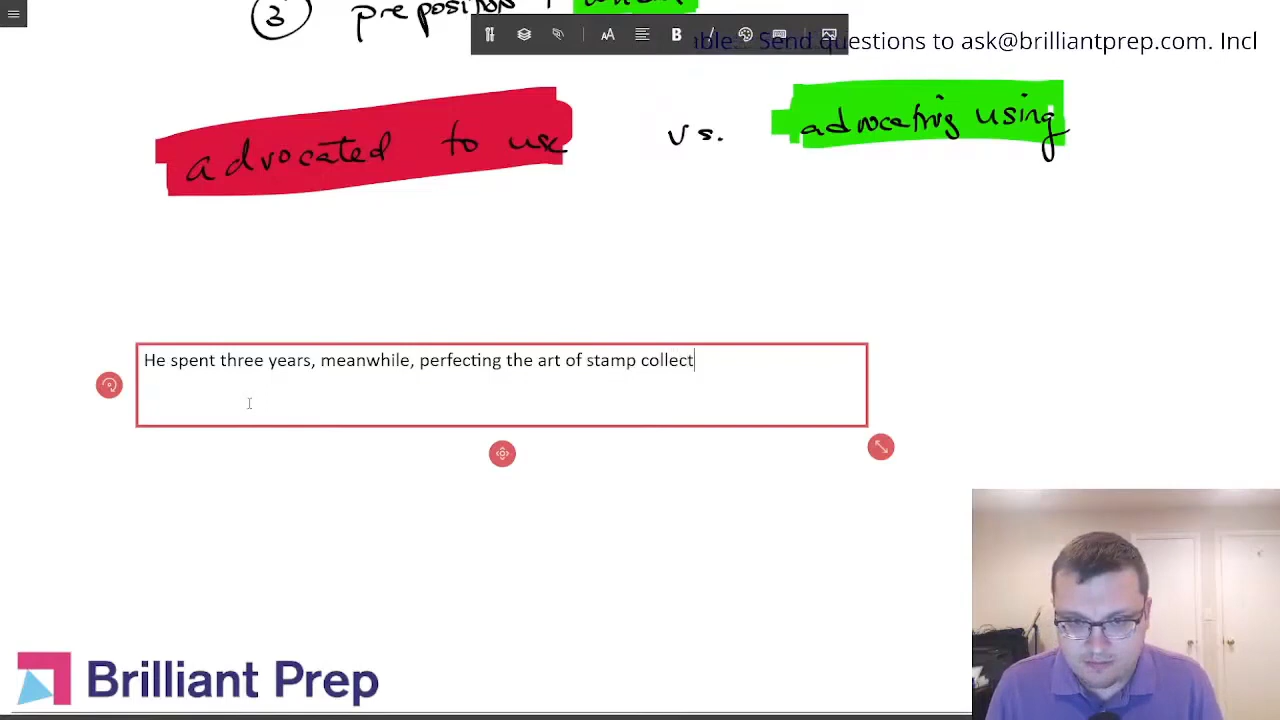 ③ preposition +
Send questions to ask@brilliantprep.com. Incl
advocated to use vs. advocating using
He spent three years, meanwhile, perfecting the art of stamp collect
Brilliant Prep